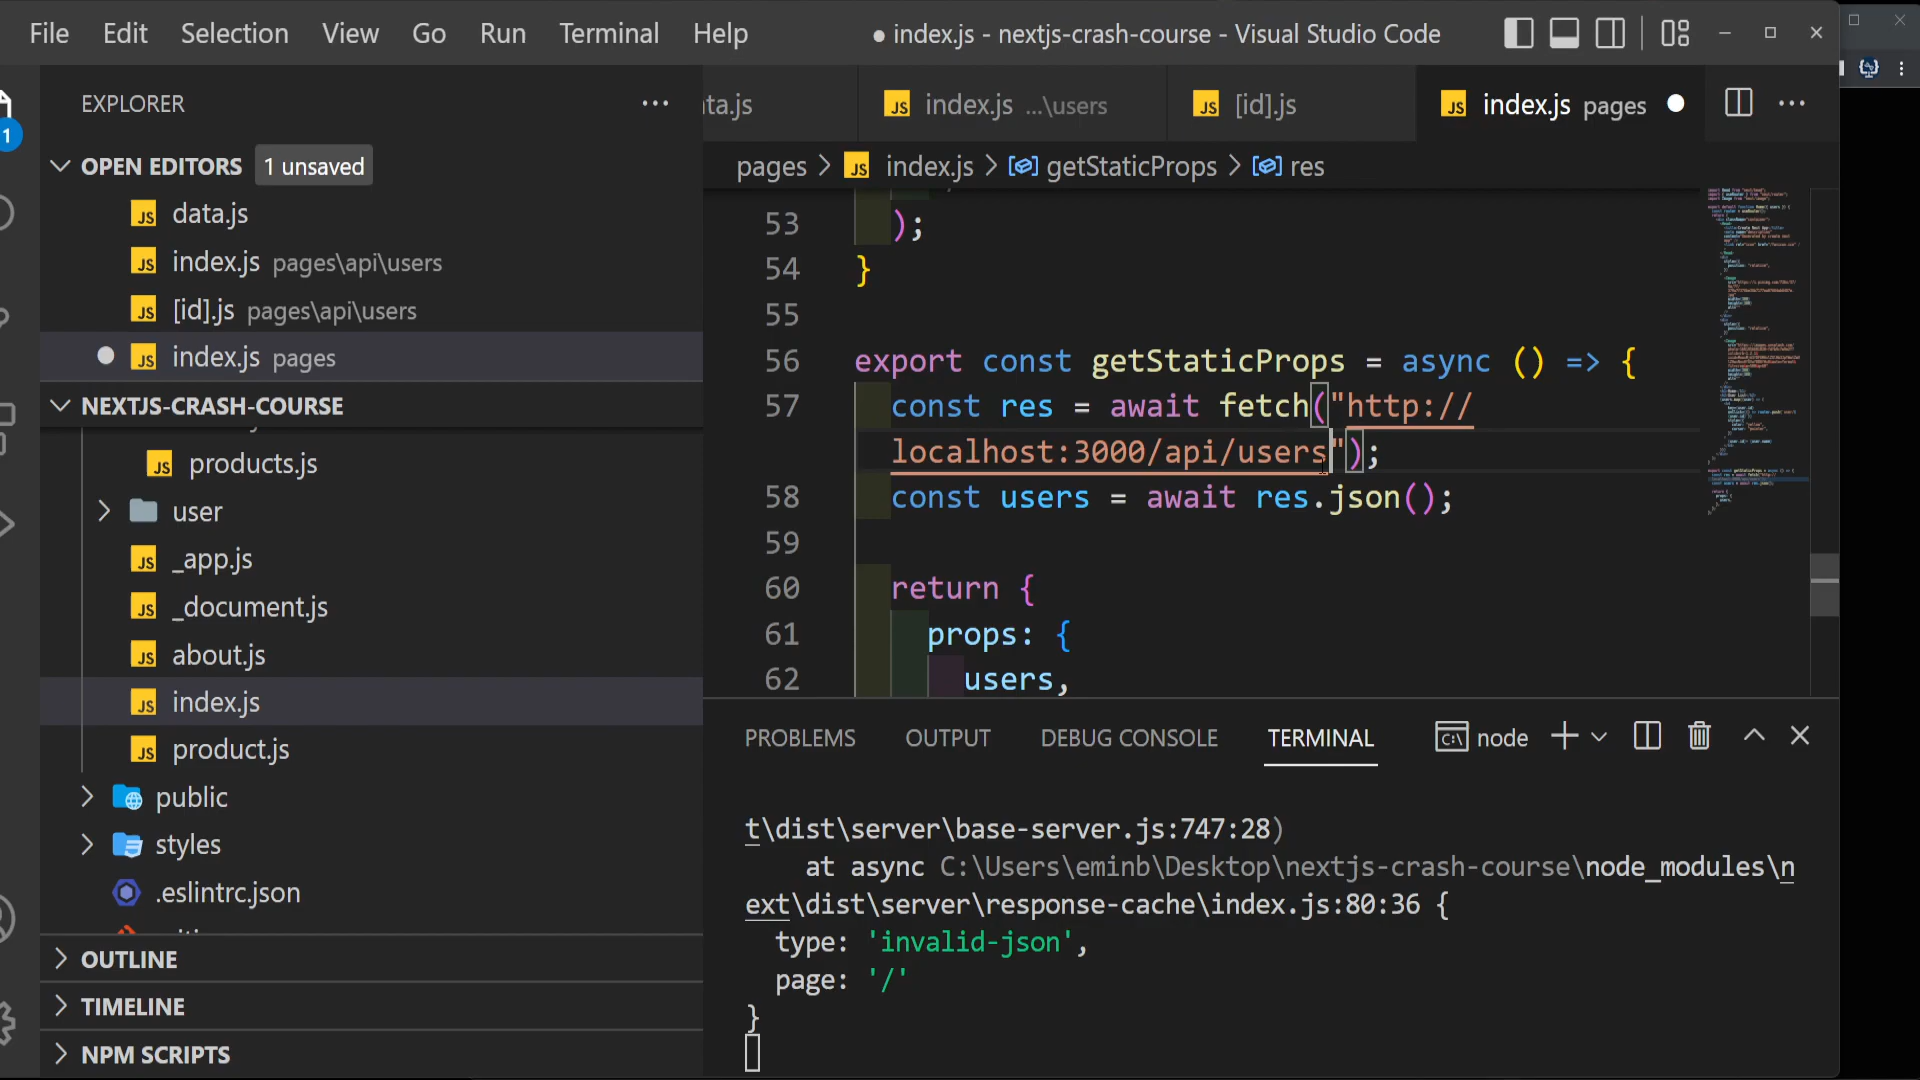 File Edit Selection View Go Run Terminal Help
● index.js - nextjs-crash-course - Visual Studio Code
EXPLORER
1
OPEN EDITORS 1 unsaved
data.js
index.js pages\api\users
[id].js pages\api\users
index.js pages
NEXTJS-CRASH-COURSE
products.js
user
_app.js
_document.js
about.js
index.js
product.js
public
styles
.eslintrc.json
OUTLINE
TIMELINE
NPM SCRIPTS
ta.js
index.js ...\users
[id].js
index.js pages
pages > index.js > getStaticProps > res
53 );
54 }
55
56 export const getStaticProps = async () => {
57 const res = await fetch("http://
localhost:3000/api/users");
58 const users = await res.json();
59
60 return {
61 props: {
62 users,
PROBLEMS OUTPUT DEBUG CONSOLE TERMINAL node
t\dist\server\base-server.js:747:28)
at async C:\Users\eminb\Desktop\nextjs-crash-course\node_modules\n
ext\dist\server\response-cache\index.js:80:36 {
type: 'invalid-json',
page: '/'
}